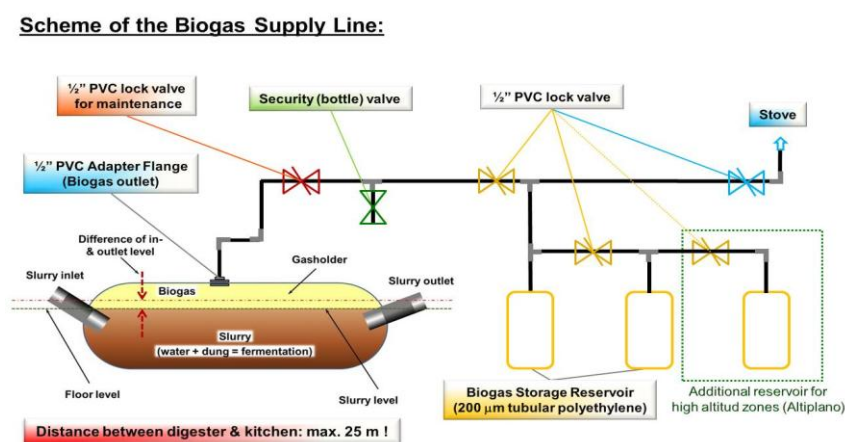 Scheme of the Biogas Supply Line:
½” PVC lock valve
for maintenance
Security (bottle) valve
½” PVC lock valve
Stove
½” PVC Adapter Flange
(Biogas outlet)
Difference of in-
& outlet level
Slurry inlet
Biogas
Gasholder
Slurry outlet
Slurry
(water + dung = fermentation)
Floor level
Slurry level
Biogas Storage Reservoir
(200 µm tubular polyethylene)
Additional reservoir for
high altitud zones (Altiplano)
Distance between digester & kitchen: max. 25 m !